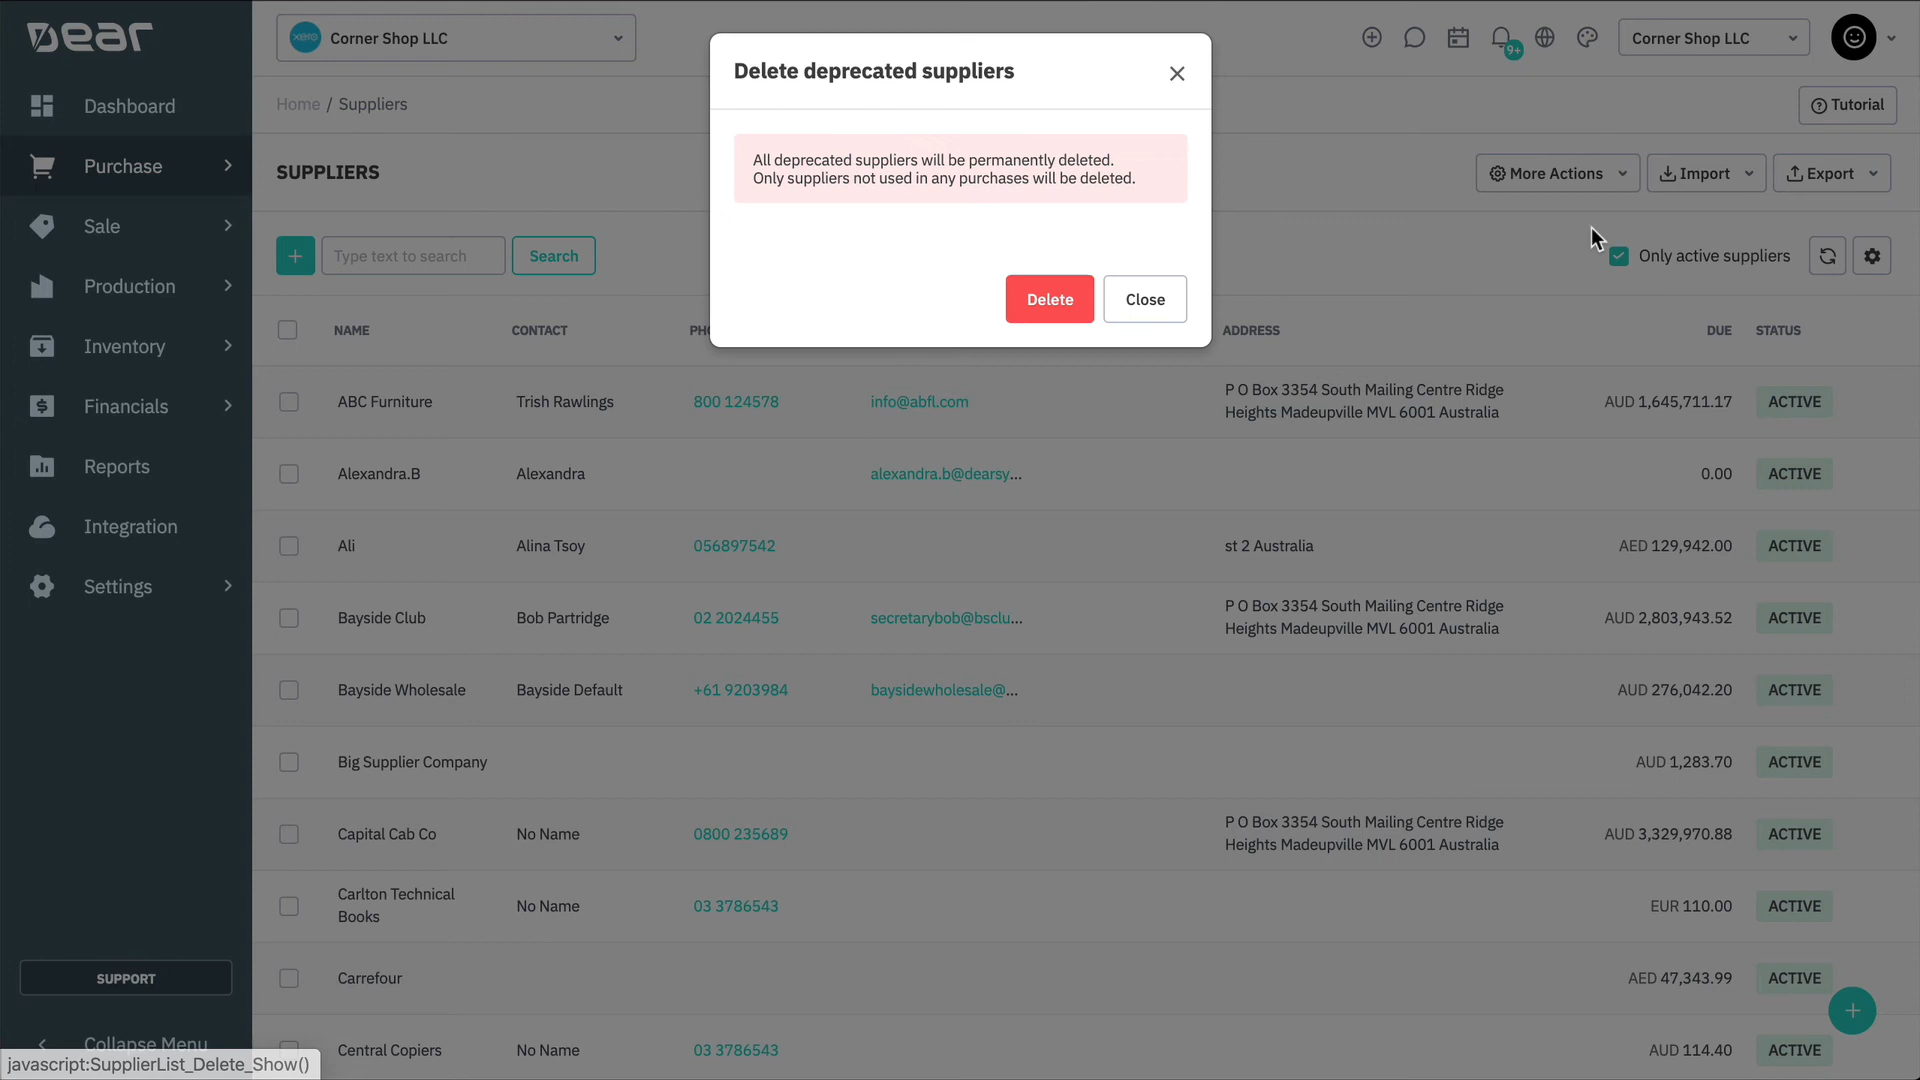 Dear
xero
Corner Shop LLC
9+
Corner Shop LLC
Dashboard
Purchase
Sale
Production
Inventory
Financials
Reports
Integration
Settings
SUPPORT
Collapse Menu
javascript:SupplierList_Delete_Show()
Home / Suppliers
Tutorial
SUPPLIERS
More Actions
Import
Export
Type text to search
Search
Only active suppliers
Delete deprecated suppliers
All deprecated suppliers will be permanently deleted.
Only suppliers not used in any purchases will be deleted.
Delete
Close
NAME CONTACT PH ADDRESS DUE STATUS
ABC Furniture Trish Rawlings 800 124578 info@abfl.com P O Box 3354 South Mailing Centre Ridge AUD 1,645,711.17 ACTIVE
Heights Madeupville MVL 6001 Australia
Alexandra.B Alexandra alexandra.b@dearsy... 0.00 ACTIVE
Ali Alina Tsoy 056897542 st 2 Australia AED 129,942.00 ACTIVE
Bayside Club Bob Partridge 02 2024455 secretarybob@bsclu... P O Box 3354 South Mailing Centre Ridge AUD 2,803,943.52 ACTIVE
Heights Madeupville MVL 6001 Australia
Bayside Wholesale Bayside Default +61 9203984 baysidewholesale@... AUD 276,042.20 ACTIVE
Big Supplier Company AUD 1,283.70 ACTIVE
Capital Cab Co No Name 0800 235689 P O Box 3354 South Mailing Centre Ridge AUD 3,329,970.88 ACTIVE
Heights Madeupville MVL 6001 Australia
Carlton Technical
Books No Name 03 3786543 EUR 110.00 ACTIVE
Carrefour AED 47,343.99 ACTIVE
Central Copiers No Name 03 3786543 AUD 114.40 ACTIVE